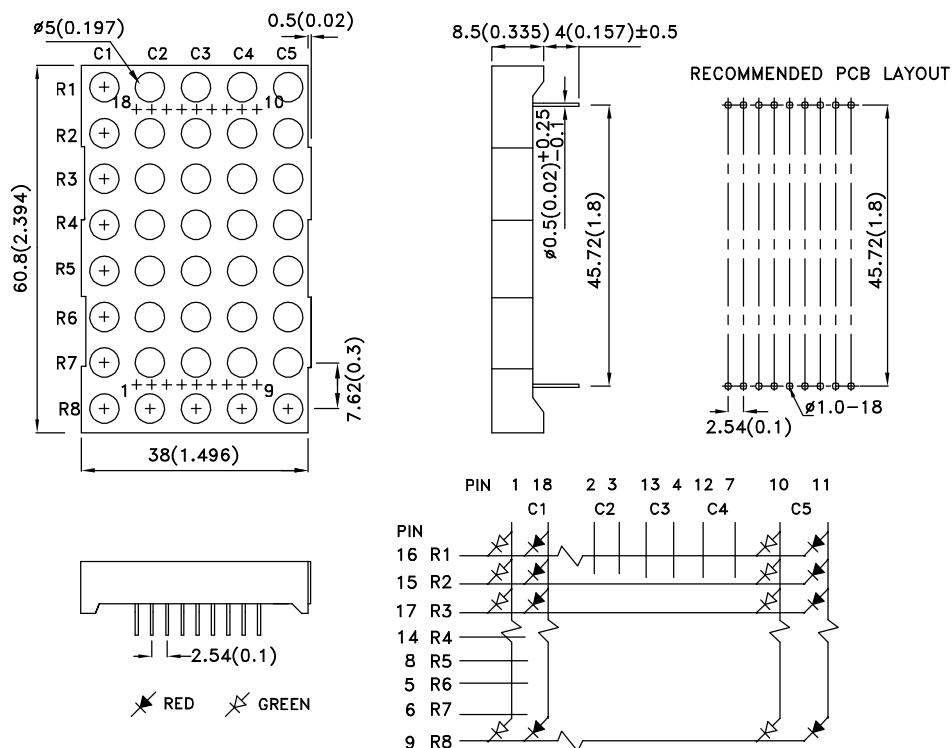 ø5(0.197)
0.5(0.02)
C1 C2 C3 C4 C5
R1
18 10
R2
R3
R4
R5
R6
R7
1 9
R8
60.8(2.394)
7.62(0.3)
38(1.496)
8.5(0.335) 4(0.157)±0.5
ø0.5(0.02)+0.25
-0.1
45.72(1.8)
RECOMMENDED PCB LAYOUT
45.72(1.8)
ø1.0-18
2.54(0.1)
2.54(0.1)
RED GREEN
PIN 1 18 2 3 13 4 12 7 10 11
C1 C2 C3 C4 C5
PIN
16 R1
15 R2
17 R3
14 R4
8 R5
5 R6
6 R7
9 R8